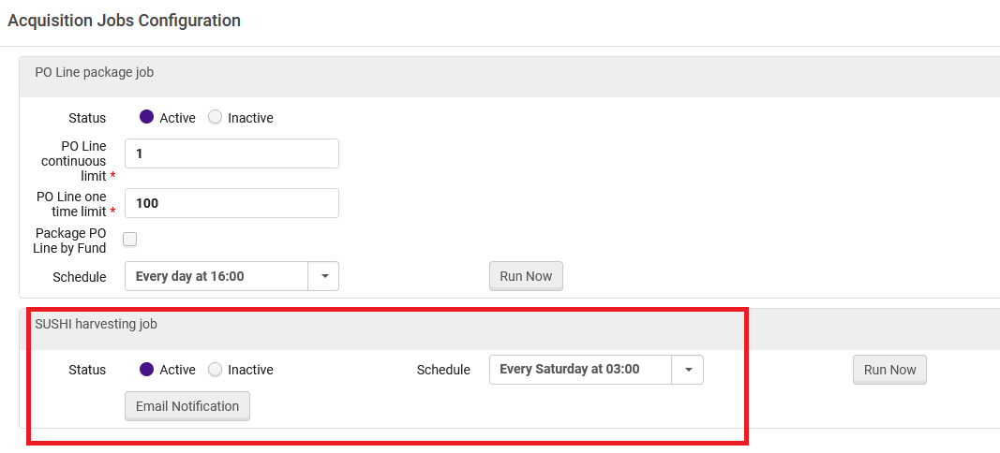 Acquisition Jobs Configuration
PO Line package job
Status Active Inactive
PO Line
continuous
limit *
1
PO Line one
time limit *
100
Package PO
Line by Fund
Schedule Every day at 16:00 Run Now
SUSHI harvesting job
Status Active Inactive Schedule Every Saturday at 03:00 Run Now
Email Notification